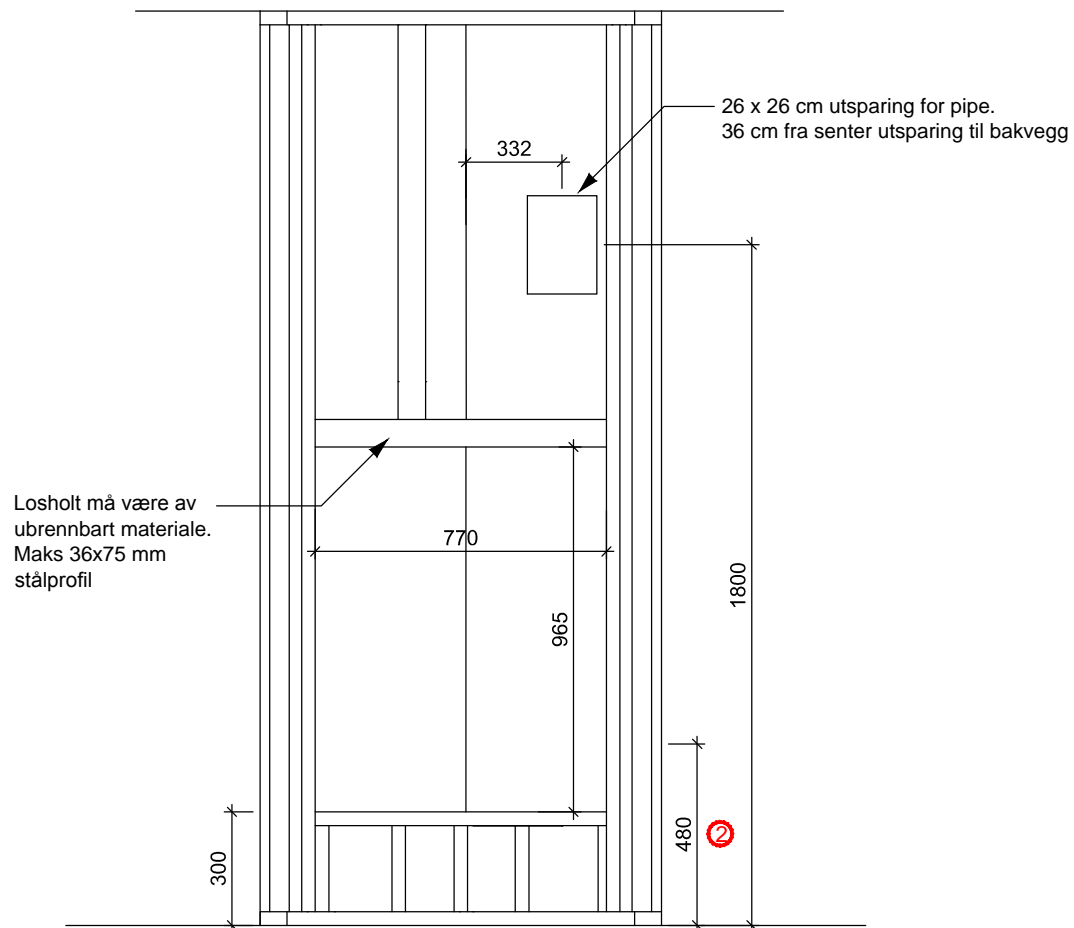 26 x 26 cm utsparing for pipe.
36 cm fra senter utsparing til bakvegg
332
Losholt må være av
ubrennbart materiale.
Maks 36x75 mm
stålprofil
770
965
1800
300
480
2